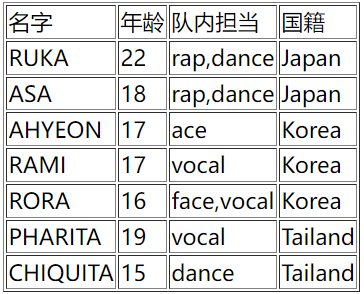 名字 年龄 队内担当 国籍
RUKA 22 rap,dance Japan
ASA 18 rap,dance Japan
AHYEON 17 ace Korea
RAMI 17 vocal Korea
RORA 16 face,vocal Korea
PHARITA 19 vocal Tailand
CHIQUITA 15 dance Tailand